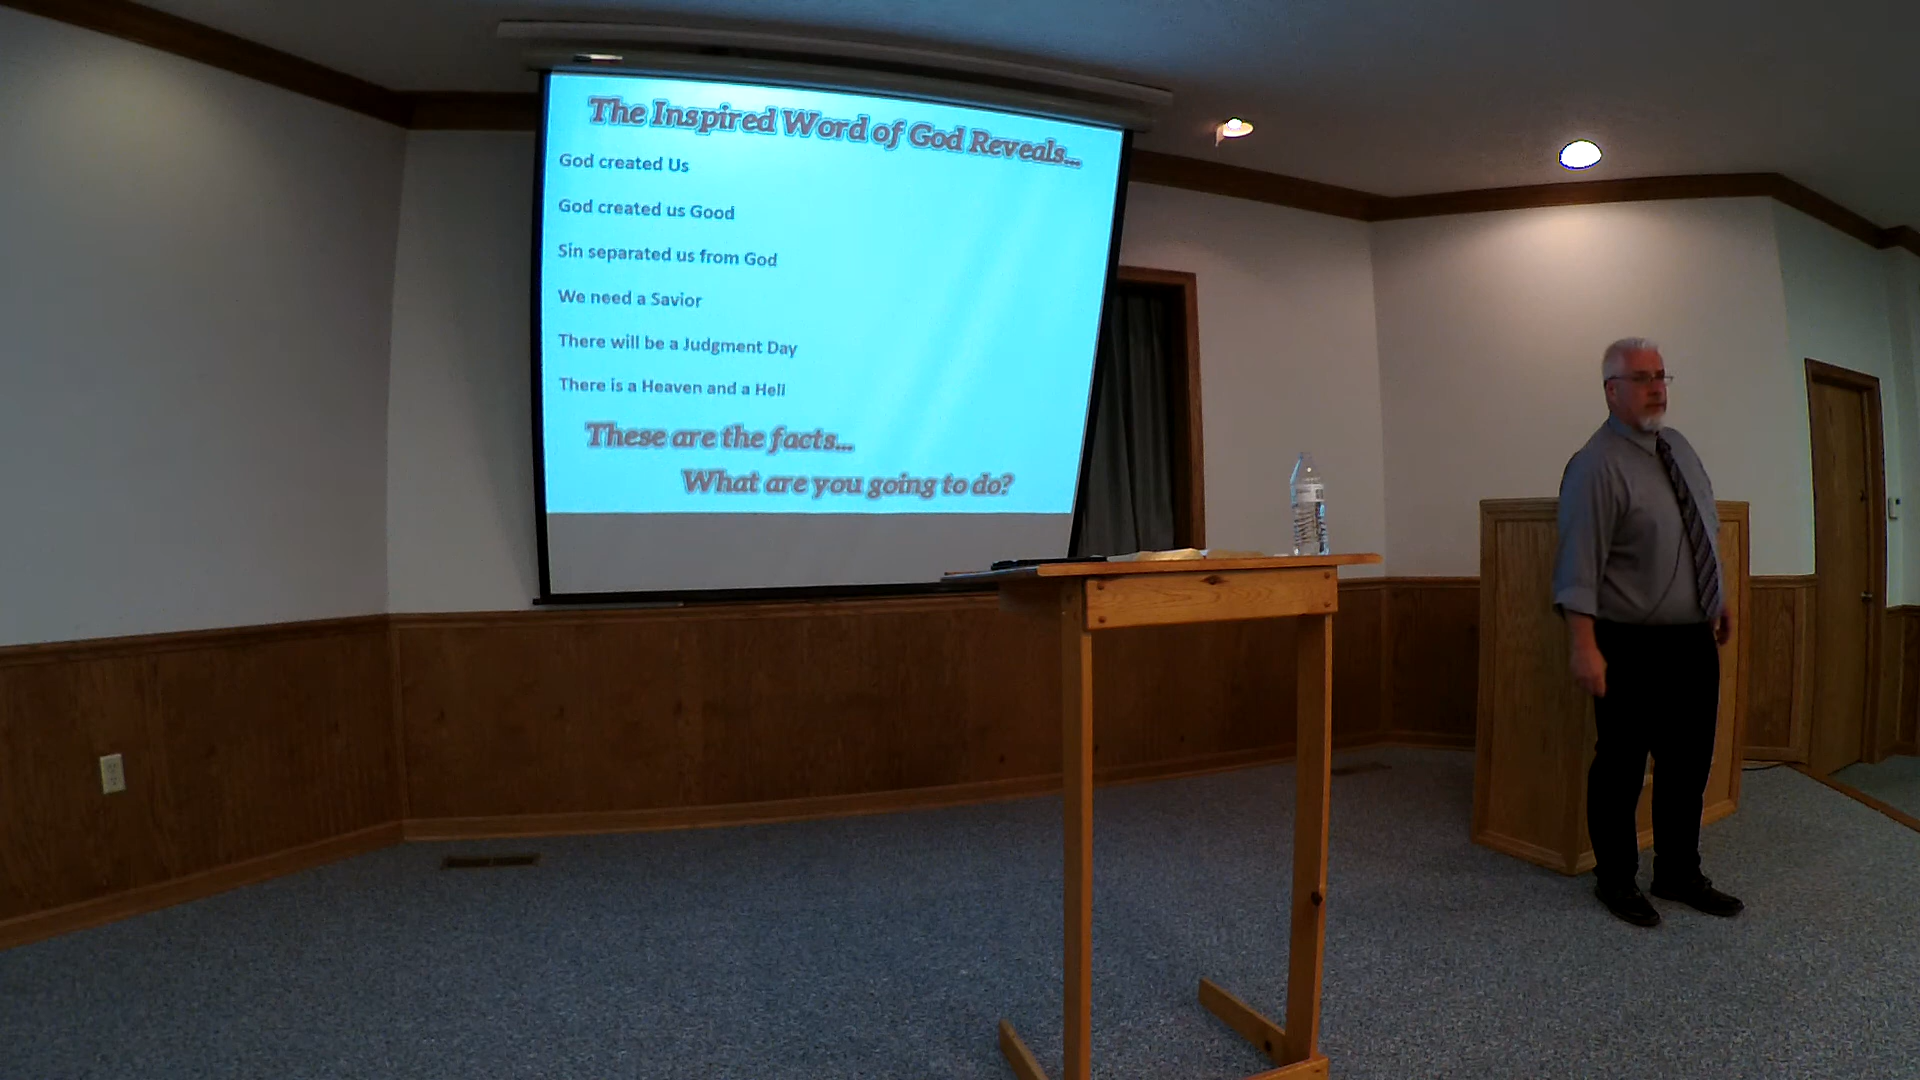 The Inspired Word of God Reveals...
God created Us
God created us Good
Sin separated us from God
We need a Savior
There will be a Judgment Day
There is a Heaven and a Hell
These are the facts...
What are you going to do?